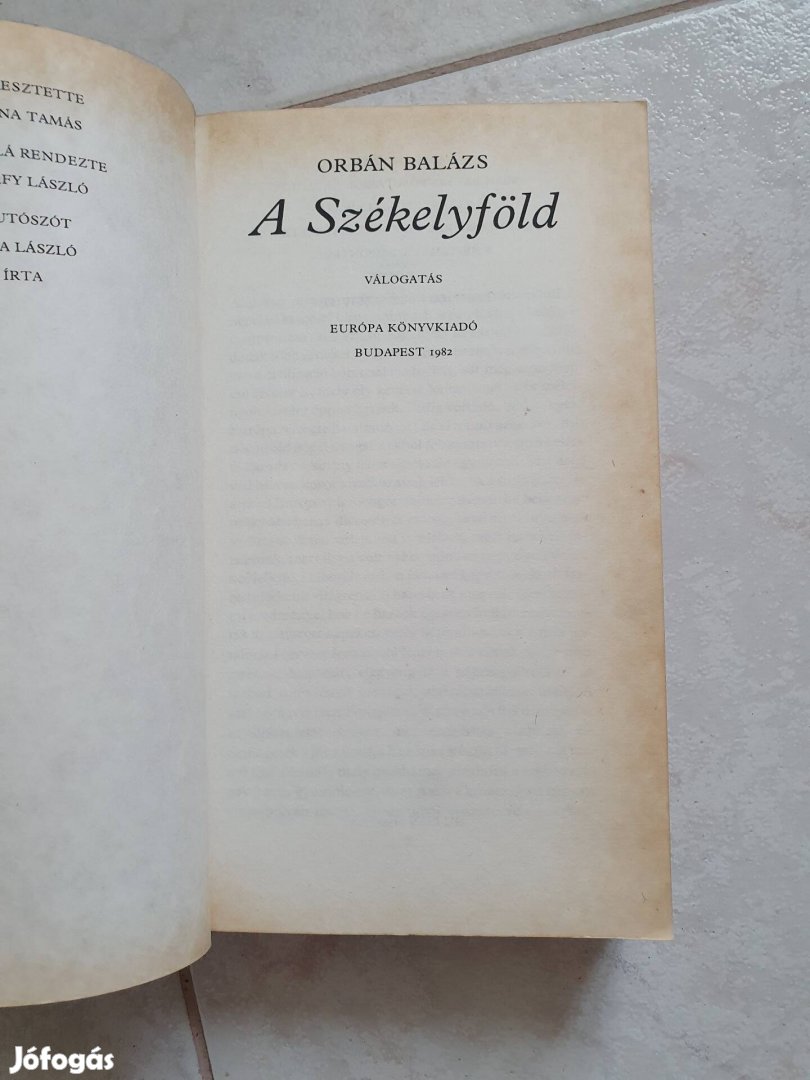 ESZTETTE
NA TAMÁS
LÁ RENDEZTE
FY LÁSZLÓ
UTÓSZÓT
A LÁSZLÓ
ÍRTA
ORBÁN BALÁZS
A Székelyföld
VÁLOGATÁS
EURÓPA KÖNYVKIADÓ
BUDAPEST 1982
Jófogás